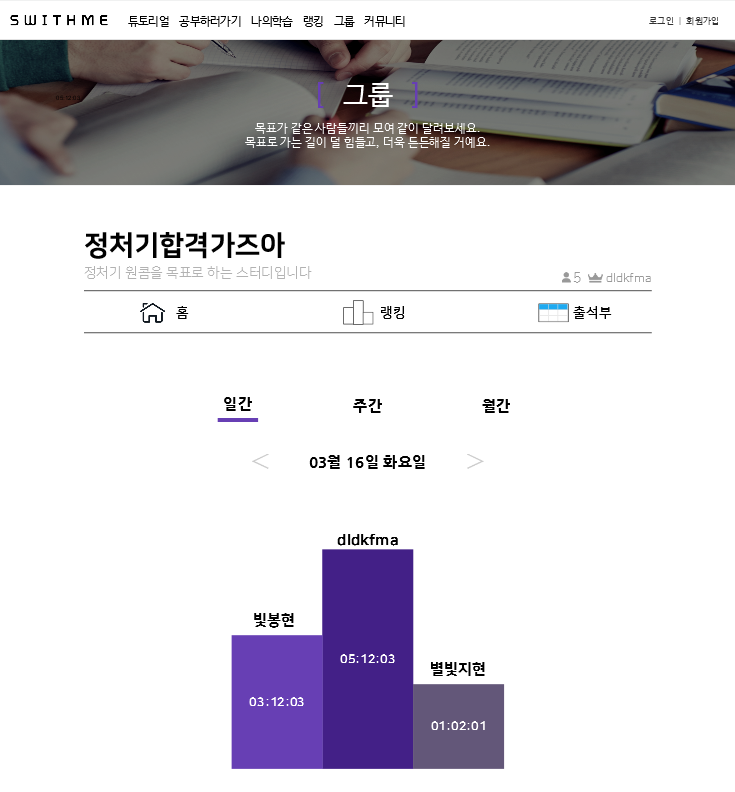 SWITHME 튜토리얼 공부하러가기 나의학습 랭킹 그룹 커뮤니티 로그인 | 회원가입
[ 그룹 ]
목표가 같은 사람들끼리 모여 같이 달려보세요.
목표로 가는 길이 덜 힘들고, 더욱 든든해질 거예요.
정처기합격가즈아
정처기 원콤을 목표로 하는 스터디입니다
5 dldkfma
홈 랭킹 출석부
일간 주간 월간
< 03월 16일 화요일 >
dldkfma
빛봉현
별빛지현
05:12:03
03:12:03
01:02:01